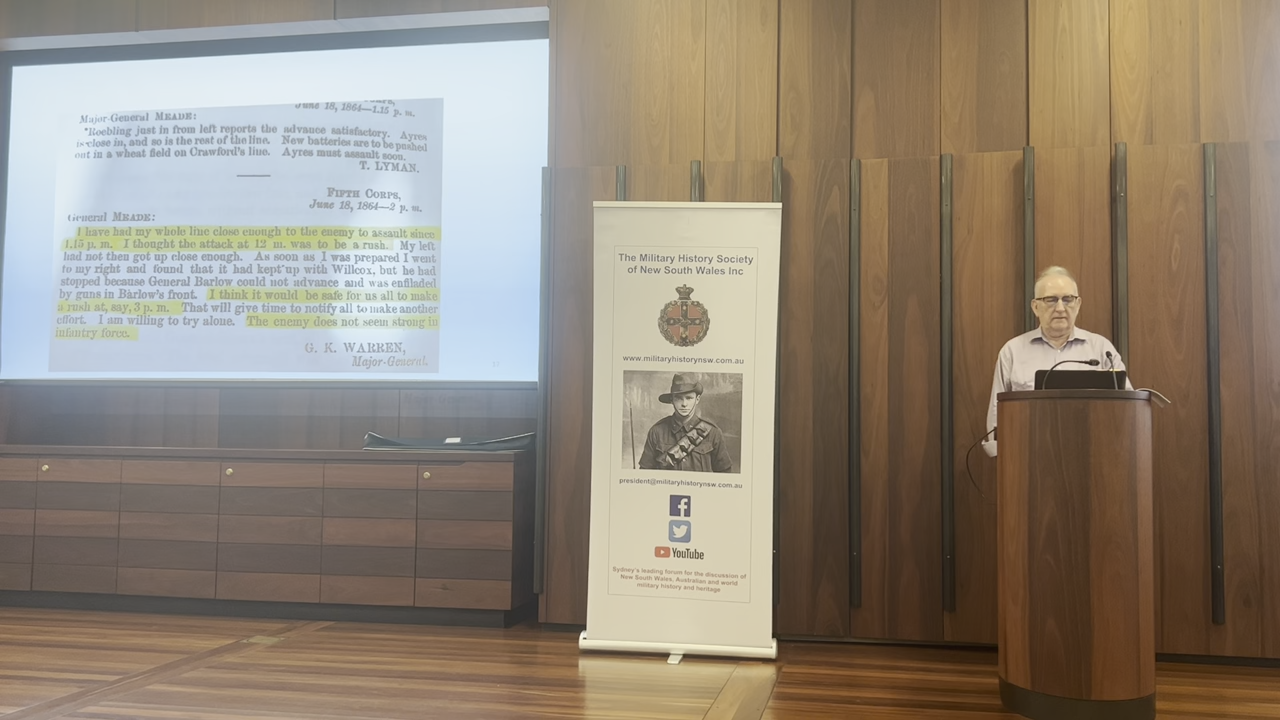 June 18, 1864—1.15 p. m.
Major-General MEADE:
"Roebling just in from left reports the advance satisfactory. Ayres
is close in, and so is the rest of the line. New batteries are to be pushed
out in a wheat field on Crawford's line. Ayres must assault soon.
T. LYMAN.
FIFTH CORPS,
June 18, 1864—2 p. m.
General MEADE:
I have had my whole line close enough to the enemy to assault since
1.15 p. m. I thought the attack at 12 m. was to be a rush. My left
had not then got up close enough. As soon as I was prepared I went
to my right and found that it had kept up with Willcox, but he had
stopped because General Barlow could not advance and was enfiladed
by guns in Barlow's front. I think it would be safe for us all to make
a rush at, say, 3 p. m. That will give time to notify all to make another
effort. I am willing to try alone. The enemy does not seem strong in
infantry force.
G. K. WARREN,
Major-General.
The Military History Society
of New South Wales Inc
www.militaryhistorynsw.com.au
president@militaryhistorynsw.com.au
YouTube
Sydney's leading forum for the discussion of
New South Wales, Australian and world
military history and heritage